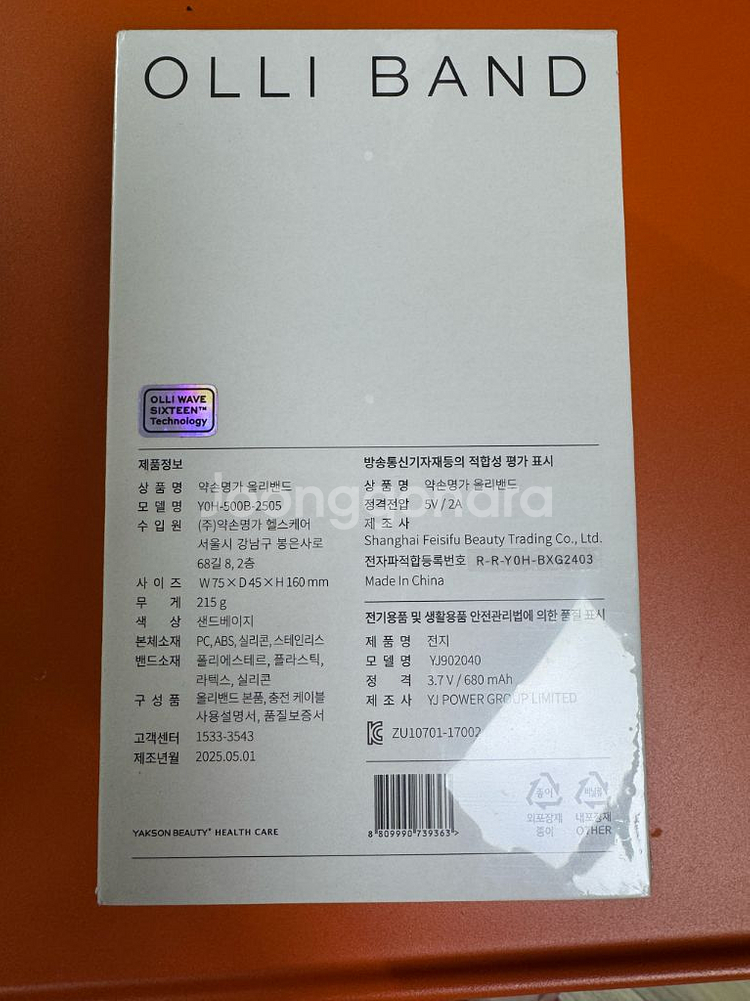 OLLI BAND
OLLI WAVE
SIXTEEN™
Technology
제품정보
상 품 명 약손명가 올리밴드
모 델 명 Y0H-500B-2505
수 입 원 (주)약손명가 헬스케어
서울시 강남구 봉은사로
68길 8, 2층
사 이 즈 W 75 × D 45 × H 160 mm
무 게 215 g
색 상 샌드베이지
본체소재 PC, ABS, 실리콘, 스테인리스
밴드소재 폴리에스테르, 플라스틱,
라텍스, 실리콘
구 성 품 올리밴드 본품, 충전 케이블
사용설명서, 품질보증서
고객센터 1533-3543
제조년월 2025.05.01
방송통신기자재등의 적합성 평가 표시
상 품 명 약손명가 올리밴드
정격전압 5V / 2A
제 조 사
Shanghai Feisifu Beauty Trading Co., Ltd.
전자파적합등록번호 R-R-Y0H-BXG2403
Made In China
전기용품 및 생활용품 안전관리법에 의한 품질 표시
제 품 명 전지
모 델 명 YJ902040
정 격 3.7 V / 680 mAh
제 조 사 YJ POWER GROUP LIMITED
ZU10701-17002
YAKSON BEAUTY⁺ HEALTH CARE
8 809990 739363>
종이
외포장재
종이
비닐류
내포장재
OTHER
joongonara